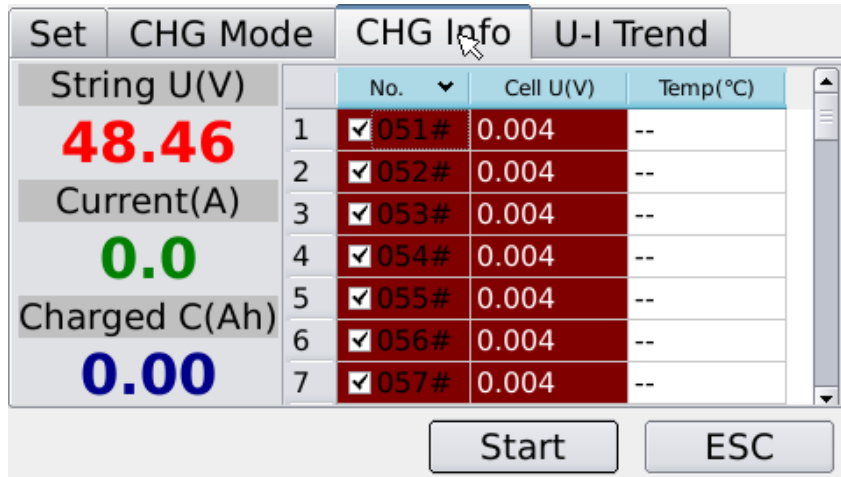 Set CHG Mode CHG Info U-I Trend
String U(V)
48.46
Current(A)
0.0
Charged C(Ah)
0.00
No. Cell U(V) Temp(℃)
1 051# 0.004 --
2 052# 0.004 --
3 053# 0.004 --
4 054# 0.004 --
5 055# 0.004 --
6 056# 0.004 --
7 057# 0.004 --
Start ESC